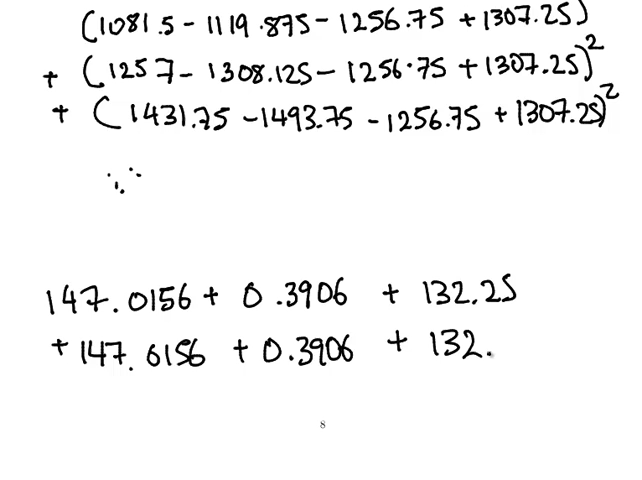 (1081.5 - 1119.875 - 1256.75 + 1307.25)
+ (1257 - 1308.125 - 1256.75 + 1307.25)²
+ (1431.75 - 1493.75 - 1256.75 + 1307.25)²
147.0156 + 0.3906 + 132.25
+ 147.0156 + 0.3906 + 132.
8